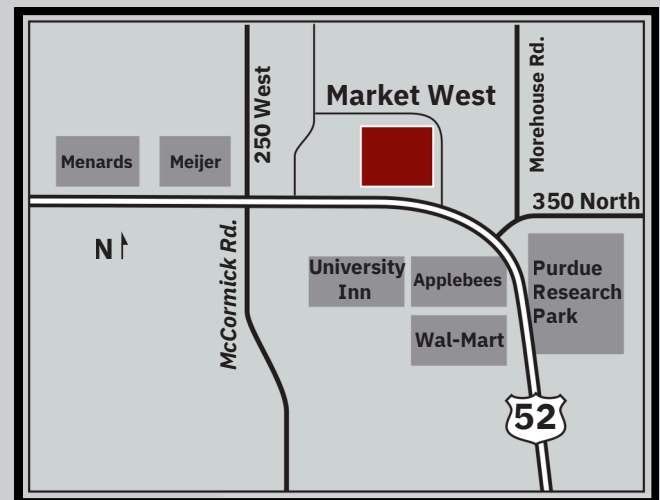 Market West
250 West
Morehouse Rd.
Menards
Meijer
350 North
N
McCormick Rd.
University
Inn
Applebees
Purdue
Research
Park
Wal-Mart
52